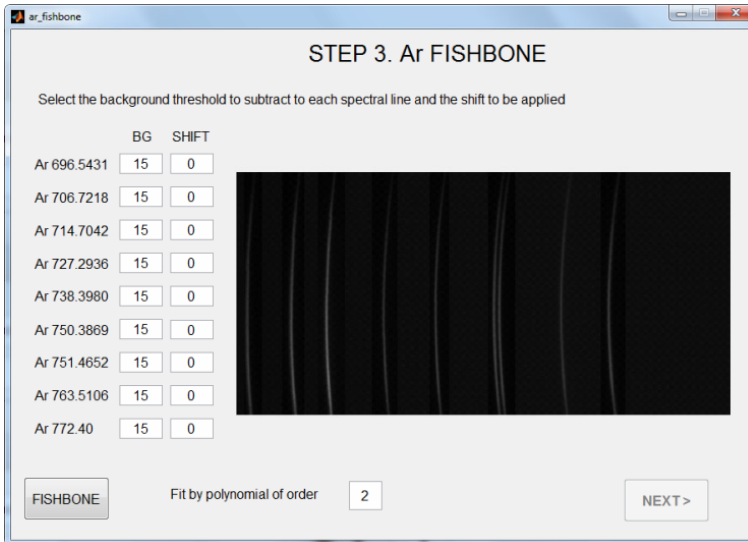 ar_fishbone
STEP 3. Ar FISHBONE
Select the background threshold to subtract to each spectral line and the shift to be applied
BG SHIFT
Ar 696.5431 15 0
Ar 706.7218 15 0
Ar 714.7042 15 0
Ar 727.2936 15 0
Ar 738.3980 15 0
Ar 750.3869 15 0
Ar 751.4652 15 0
Ar 763.5106 15 0
Ar 772.40 15 0
FISHBONE Fit by polynomial of order 2 NEXT >